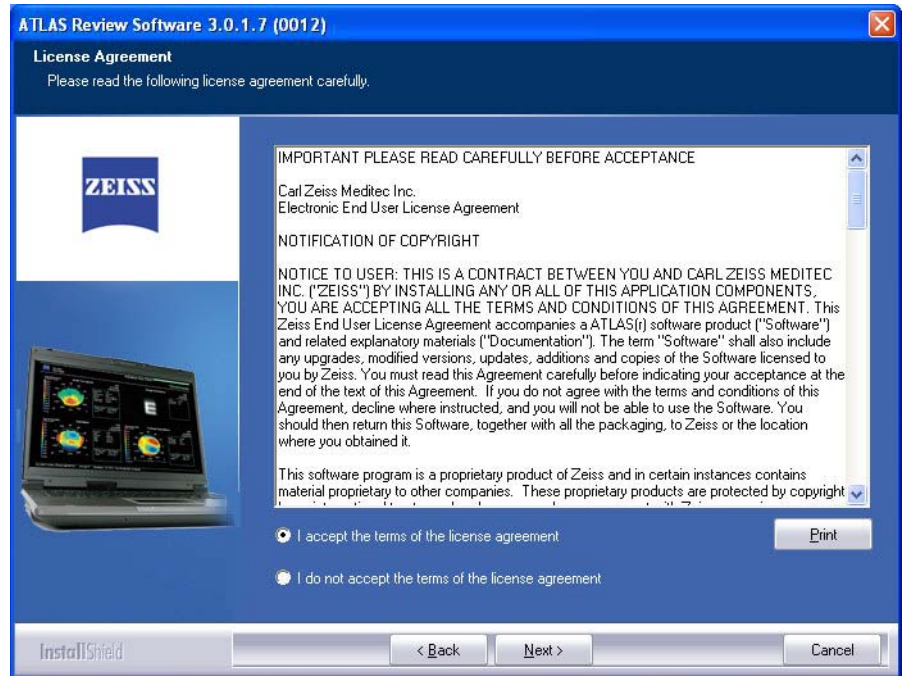 ATLAS Review Software 3.0.1.7 (0012)
License Agreement
Please read the following license agreement carefully.
ZEISS
IMPORTANT PLEASE READ CAREFULLY BEFORE ACCEPTANCE
Carl Zeiss Meditec Inc.
Electronic End User License Agreement
NOTIFICATION OF COPYRIGHT
NOTICE TO USER: THIS IS A CONTRACT BETWEEN YOU AND CARL ZEISS MEDITEC
INC. ("ZEISS") BY INSTALLING ANY OR ALL OF THIS APPLICATION COMPONENTS,
YOU ARE ACCEPTING ALL THE TERMS AND CONDITIONS OF THIS AGREEMENT. This
Zeiss End User License Agreement accompanies a ATLAS(r) software product ("Software")
and related explanatory materials ("Documentation"). The term "Software" shall also include
any upgrades, modified versions, updates, additions and copies of the Software licensed to
you by Zeiss. You must read this Agreement carefully before indicating your acceptance at the
end of the text of this Agreement. If you do not agree with the terms and conditions of this
Agreement, decline where instructed, and you will not be able to use the Software. You
should then return this Software, together with all the packaging, to Zeiss or the location
where you obtained it.
This software program is a proprietary product of Zeiss and in certain instances contains
material proprietary to other companies. These proprietary products are protected by copyright
I accept the terms of the license agreement
Print
I do not accept the terms of the license agreement
InstallShield
< Back
Next >
Cancel